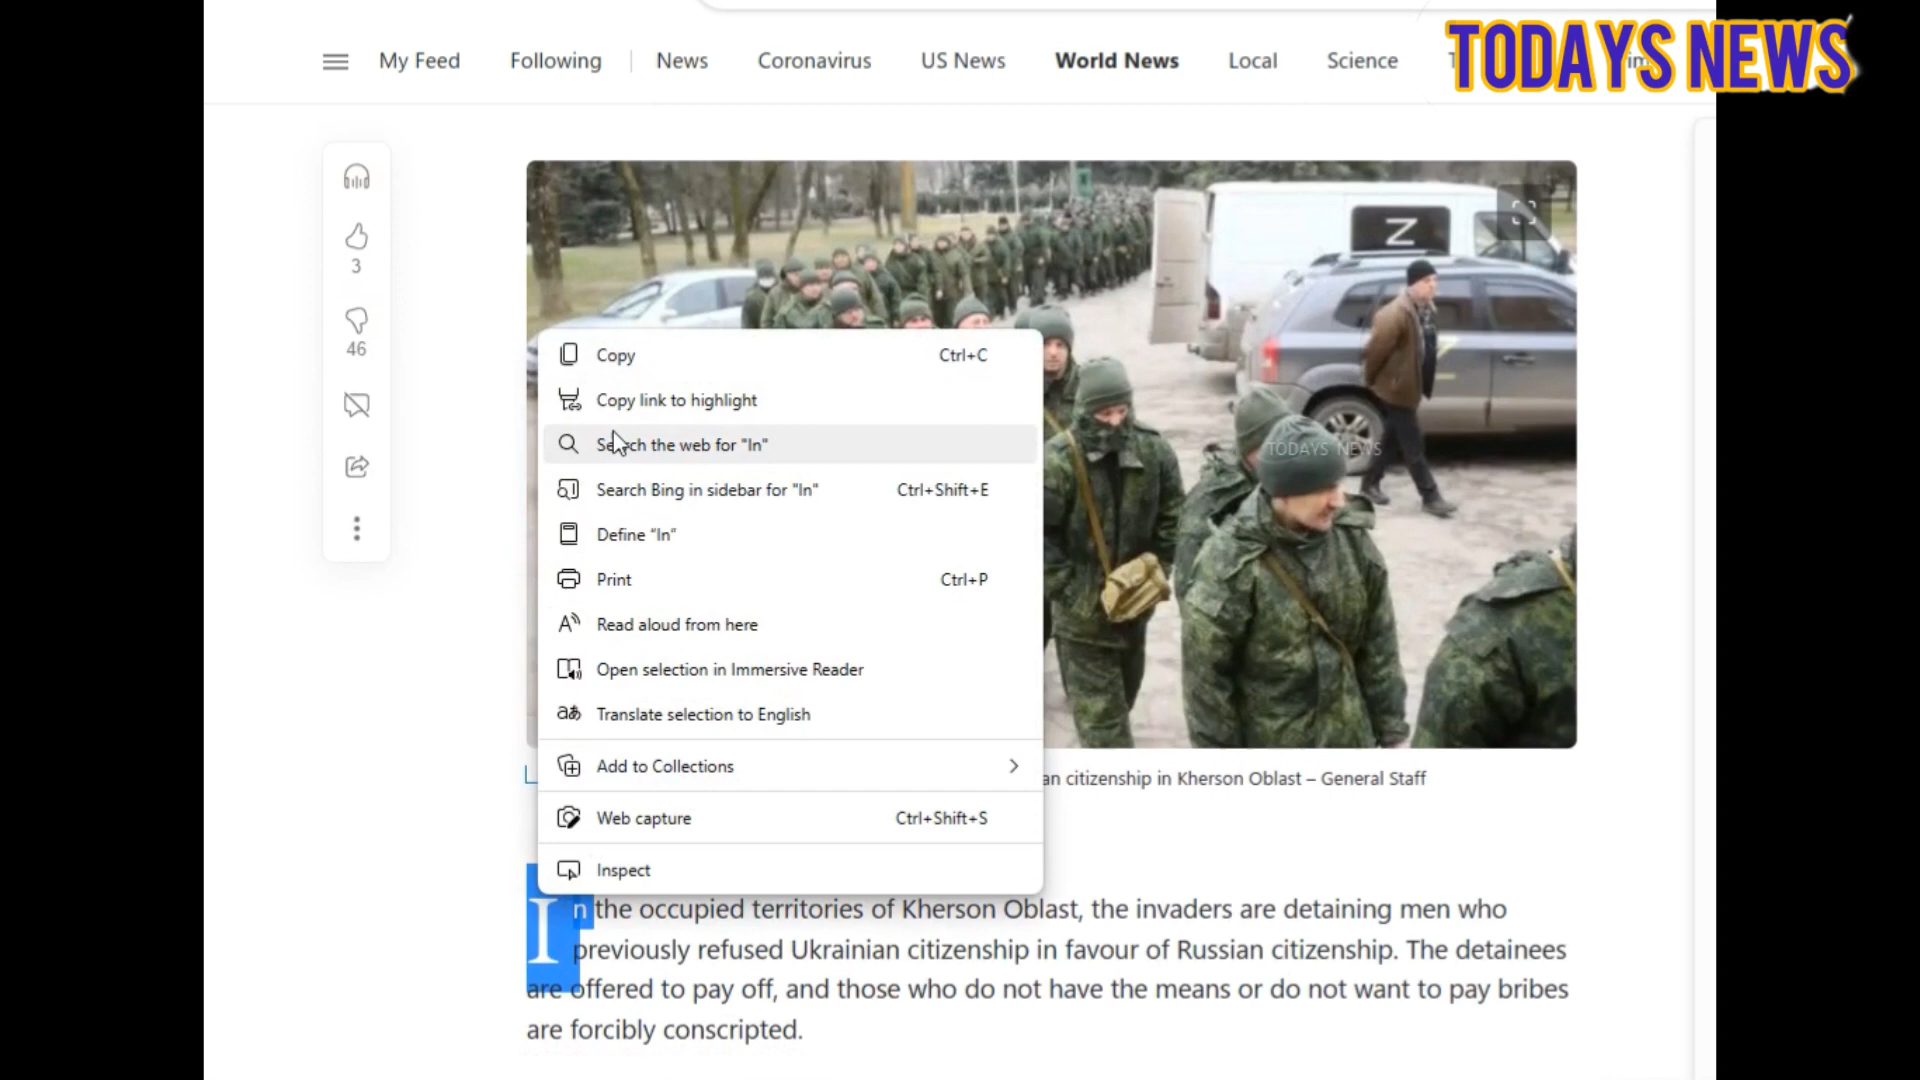 My Feed
Following
News
Coronavirus
US News
World News
Local
Science
TODAYS NEWS
3
46
Z
Copy Ctrl+C
Copy link to highlight
Search the web for "In"
Search Bing in sidebar for "In" Ctrl+Shift+E
Define “In”
Print Ctrl+P
Read aloud from here
Open selection in Immersive Reader
Translate selection to English
Add to Collections
Web capture Ctrl+Shift+S
Inspect
TODAYS NEWS
citizenship in Kherson Oblast – General Staff
In the occupied territories of Kherson Oblast, the invaders are detaining men who
previously refused Ukrainian citizenship in favour of Russian citizenship. The detainees
are offered to pay off, and those who do not have the means or do not want to pay bribes
are forcibly conscripted.